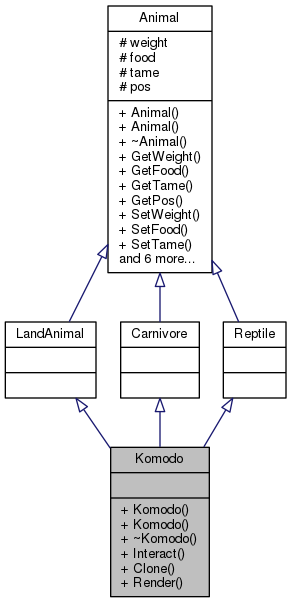 Animal
# weight
# food
# tame
# pos
+ Animal()
+ Animal()
+ ~Animal()
+ GetWeight()
+ GetFood()
+ GetTame()
+ GetPos()
+ SetWeight()
+ SetFood()
+ SetTame()
and 6 more...
LandAnimal
Carnivore
Reptile
Komodo
+ Komodo()
+ Komodo()
+ ~Komodo()
+ Interact()
+ Clone()
+ Render()